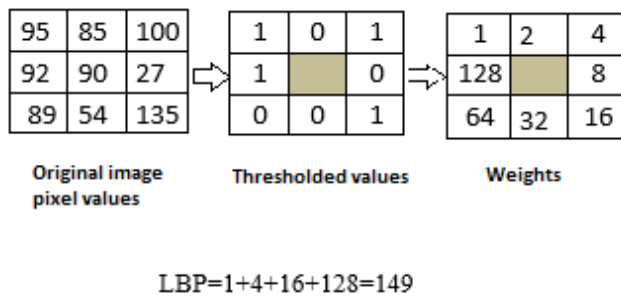 95 85 100 1 0 1 1 2 4
92 90 27 1 0 128 8
89 54 135 0 0 1 64 32 16
Original image Thresholded values Weights
pixel values
LBP=1+4+16+128=149